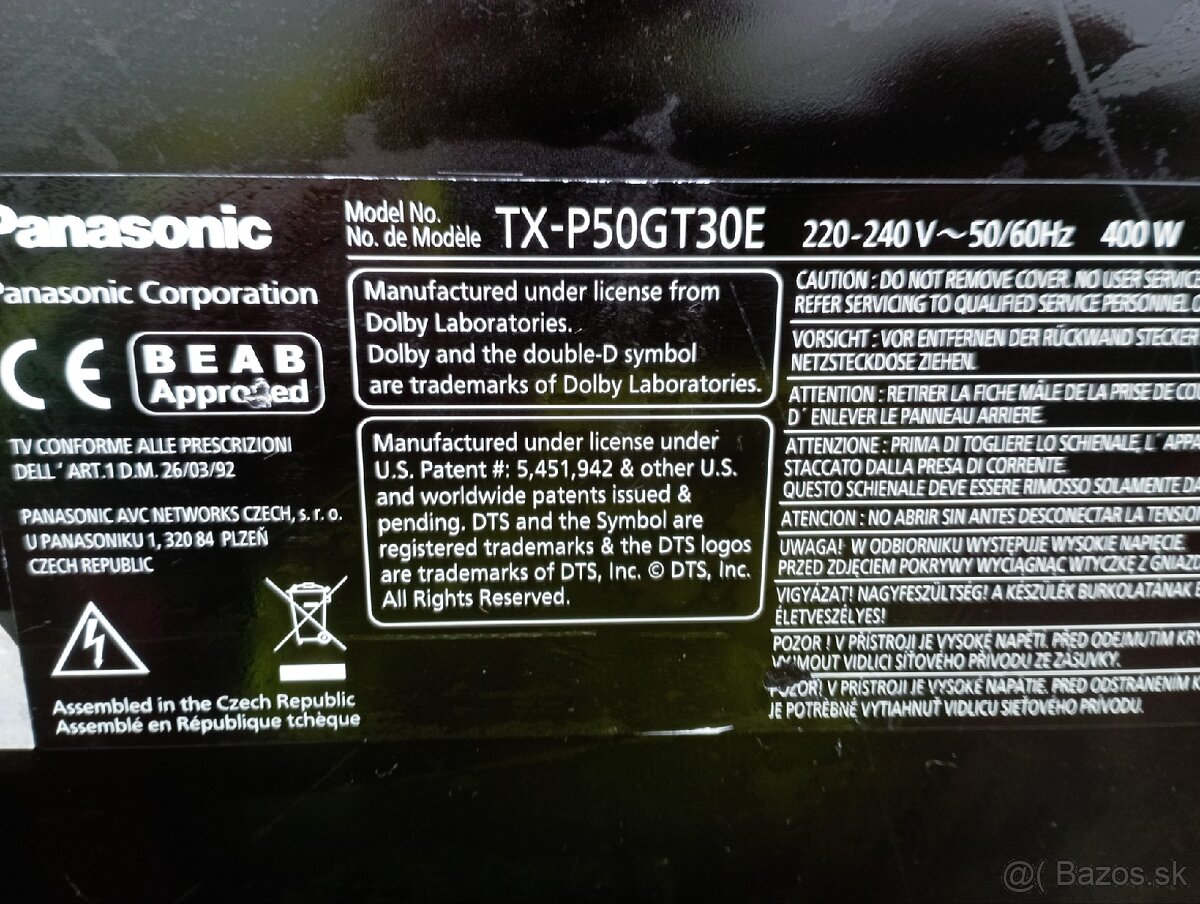 Panasonic
Model No.
No. de Modèle
TX-P50GT30E
220-240 V~50/60Hz 400 W
Panasonic Corporation
CE
BEAB
Approved
TV CONFORME ALLE PRESCRIZIONI
DELL' ART.1 D.M. 26/03/92
PANASONIC AVC NETWORKS CZECH, s. r. o.
U PANASONIKU 1, 320 84 PLZEŇ
CZECH REPUBLIC
Assembled in the Czech Republic
Assemblé en République tchèque
Manufactured under license from
Dolby Laboratories.
Dolby and the double-D symbol
are trademarks of Dolby Laboratories.
Manufactured under license under
U.S. Patent #: 5,451,942 & other U.S.
and worldwide patents issued &
pending. DTS and the Symbol are
registered trademarks & the DTS logos
are trademarks of DTS, Inc. © DTS, Inc.
All Rights Reserved.
CAUTION : DO NOT REMOVE COVER. NO USER
REFER SERVICING TO QUALIFIED SERVICE PERSONNEL.
VORSICHT : VOR ENTFERNEN DER RÜCKWAND STECKER
NETZSTECKDOSE ZIEHEN.
ATTENTION : RETIRER LA FICHE MÂLE DE LA PRISE DE
D´ ENLEVER LE PANNEAU ARRIERE.
ATTENZIONE : PRIMA DI TOGLIERE LO SCHIENALE, L´
STACCATO DALLA PRESA DI CORRENTE.
QUESTO SCHIENALE DEVE ESSERE RIMOSSO SOLAMENTE DA
ATENCION : NO ABRIR SIN ANTES DESCONECTAR LA
UWAGA! W ODBIORNIKU WYSTĘPUJE WYSOKIE NAPIĘCIE
PRZED ZDJĘCIEM POKRYWY WYCIĄGNĄĆ WTYCZKĘ Z
VIGYÁZAT! NAGYFESZÜLTSÉG! A KÉSZÜLÉK BURKOLATÁNAK
ÉLETVESZÉLYES!
POZOR ! V PŘÍSTROJI JE VYSOKÉ NAPĚTÍ. PŘED ODEJMUTÍM
VYJMOUT VIDLICI SÍŤOVÉHO PŘÍVODU ZE ZÁSUVKY.
POZOR! V PRÍSTROJI JE VYSOKÉ NAPÄTIE. PRED ODSTRANENÍM
JE POTREBNÉ VYTIAHNUŤ VIDLICU SIEŤOVÉHO PRÍVODU.
@( Bazos.sk